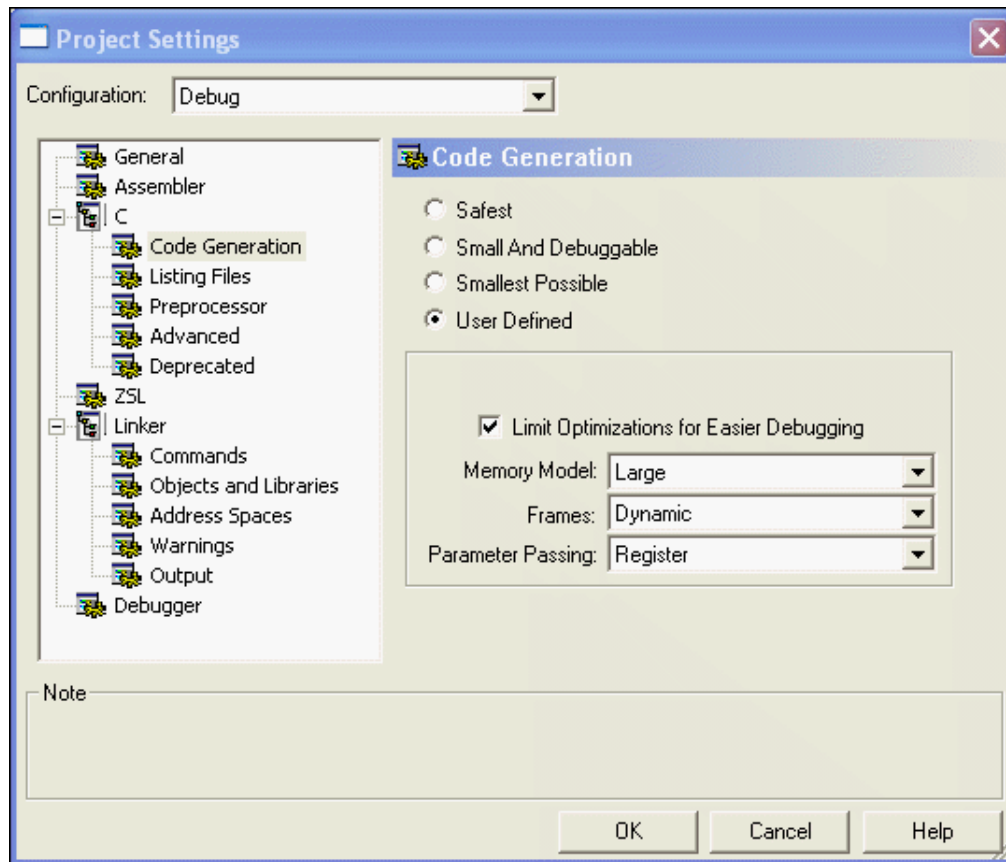 Project Settings
Configuration: Debug
General
Assembler
C
Code Generation
Listing Files
Preprocessor
Advanced
Deprecated
ZSL
Linker
Commands
Objects and Libraries
Address Spaces
Warnings
Output
Debugger
Code Generation
Safest
Small And Debuggable
Smallest Possible
User Defined
Limit Optimizations for Easier Debugging
Memory Model: Large
Frames: Dynamic
Parameter Passing: Register
Note
OK Cancel Help